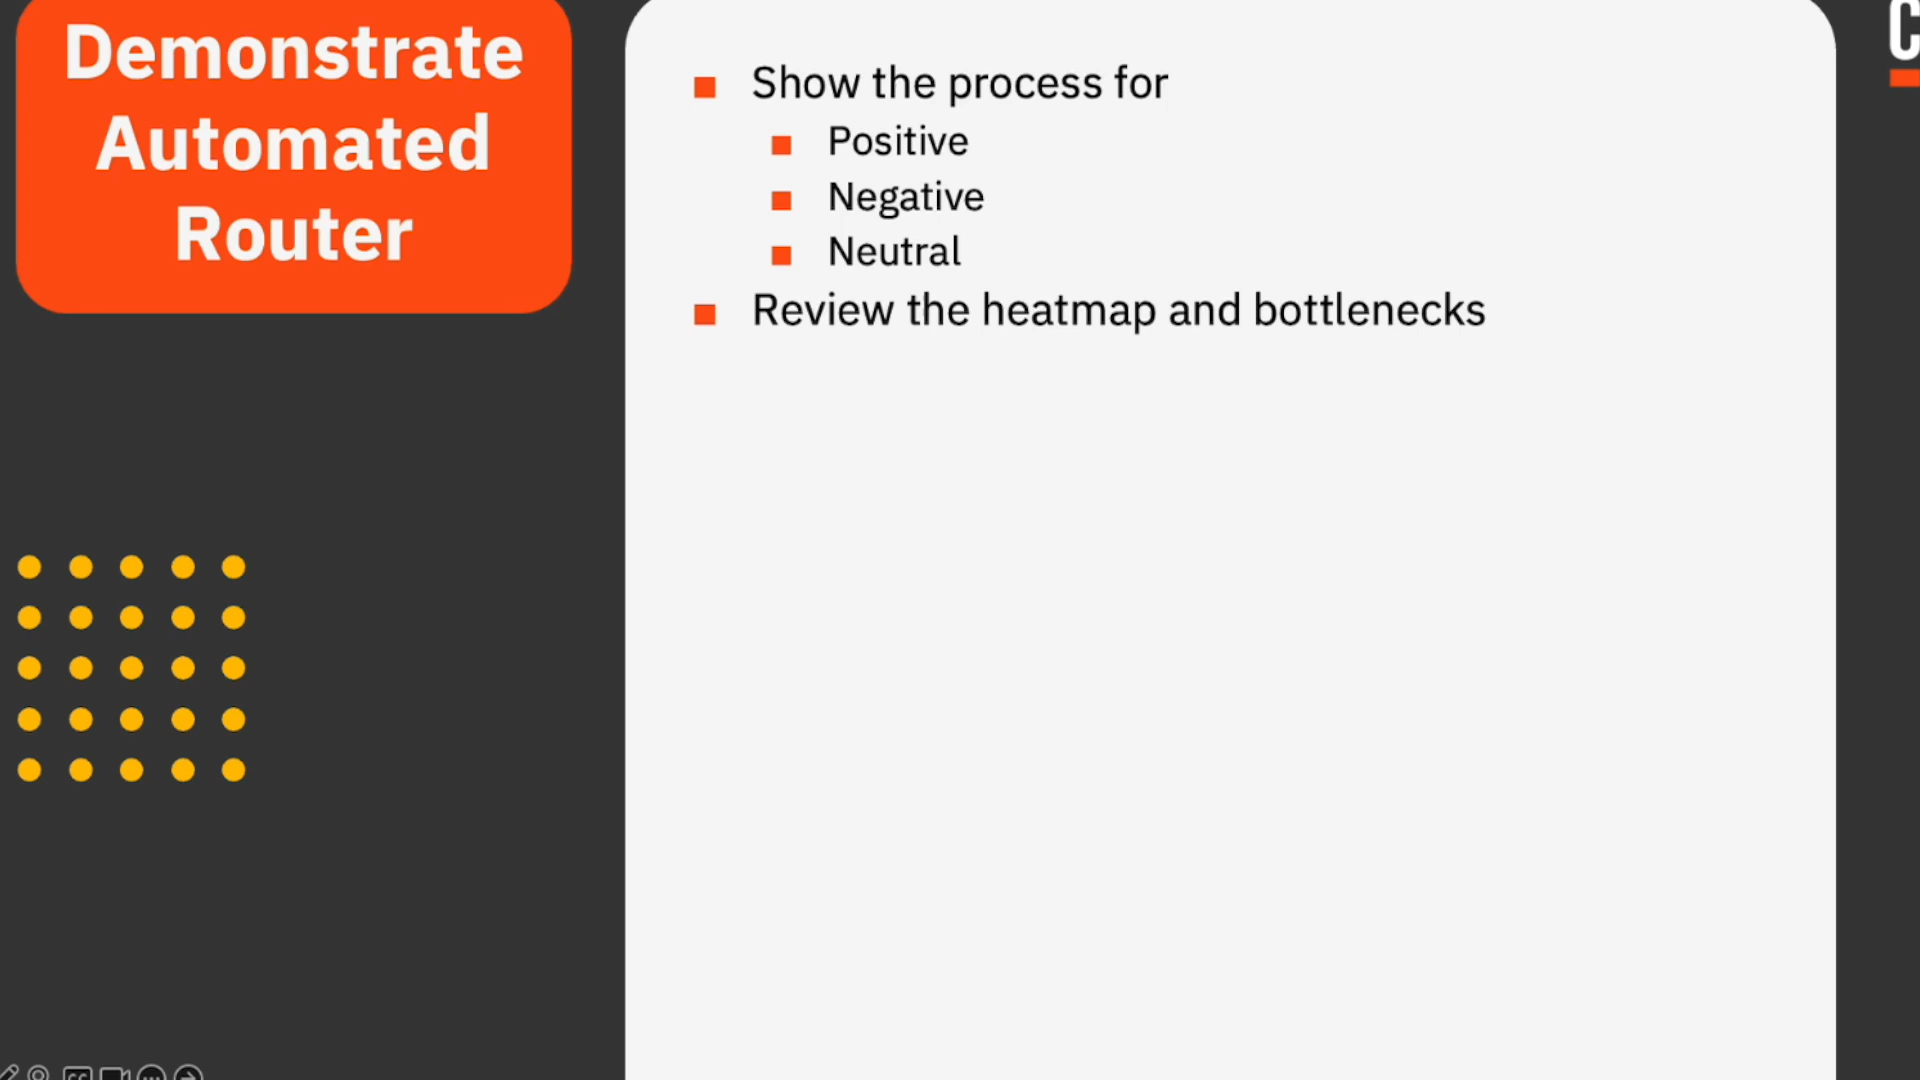 Demonstrate
Automated
Router
Show the process for
Positive
Negative
Neutral
Review the heatmap and bottlenecks
C